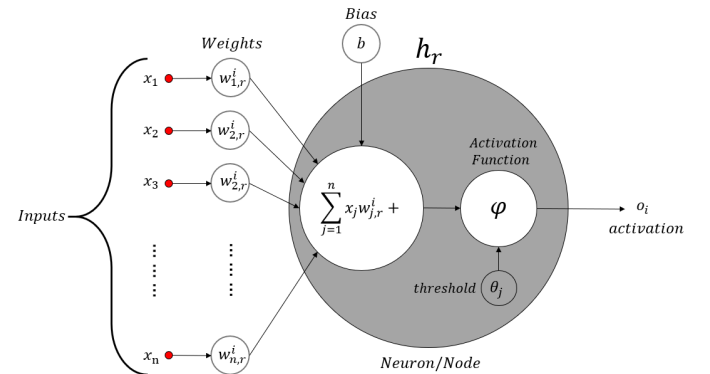 Bias
b
Weights
h_r
x_1
w^i_{1,r}
x_2
w^i_{2,r}
x_3
w^i_{2,r}
Activation
Function
Inputs
\sum_{j=1}^{n} x_j w^i_{j,r} +
φ
o_i
activation
threshold
θ_j
x_n
w^i_{n,r}
Neuron/Node